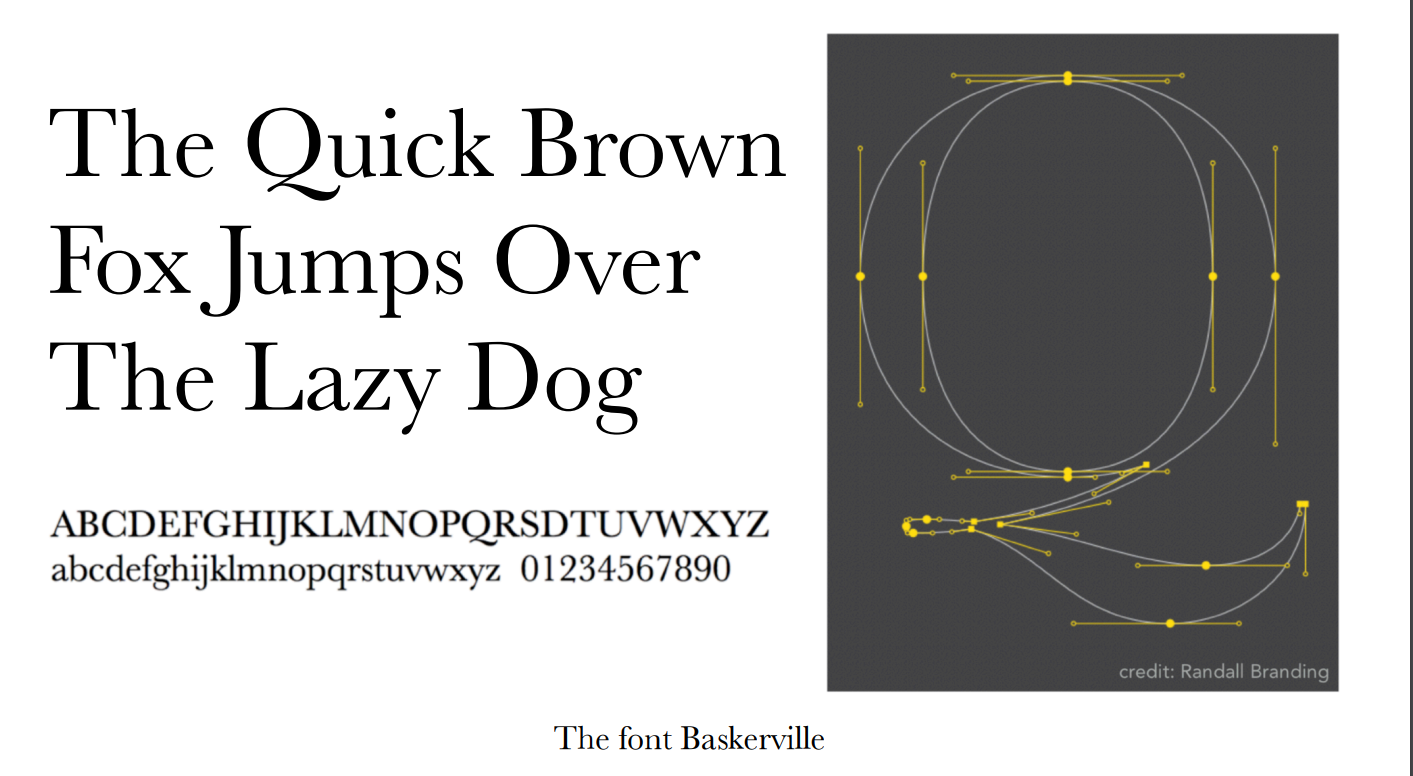 The Quick Brown
Fox Jumps Over
The Lazy Dog
ABCDEFGHIJKLMNOPQRSDTUVWXYZ
abcdefghijklmnopqrstuvwxyz 01234567890
credit: Randall Branding
The font Baskerville